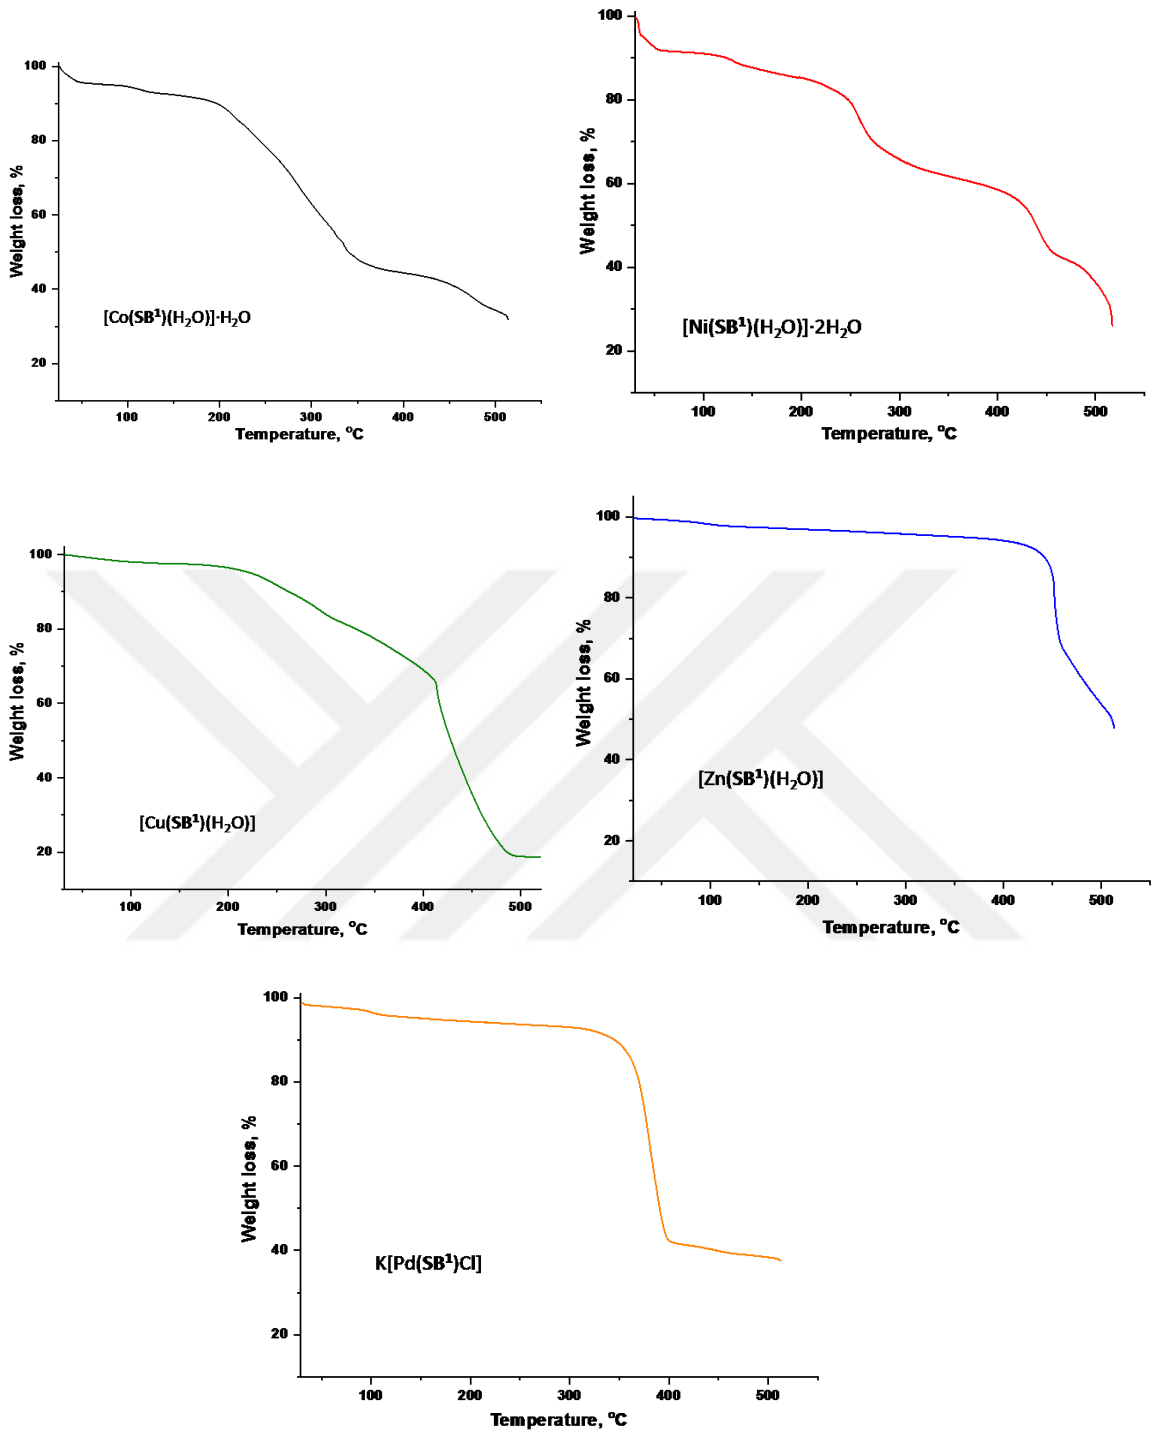 100
80
60
40
20
Weight loss, %
[Co(SB¹)(H₂O)]·H₂O
100 200 300 400 500
Temperature, °C
100
80
60
40
20
Weight loss, %
[Ni(SB¹)(H₂O)]·2H₂O
100 200 300 400 500
Temperature, °C
100
80
60
40
20
Weight loss, %
[Cu(SB¹)(H₂O)]
100 200 300 400 500
Temperature, °C
100
80
60
40
20
Weight loss, %
[Zn(SB¹)(H₂O)]
100 200 300 400 500
Temperature, °C
100
80
60
40
20
Weight loss, %
K[Pd(SB¹)Cl]
100 200 300 400 500
Temperature, °C